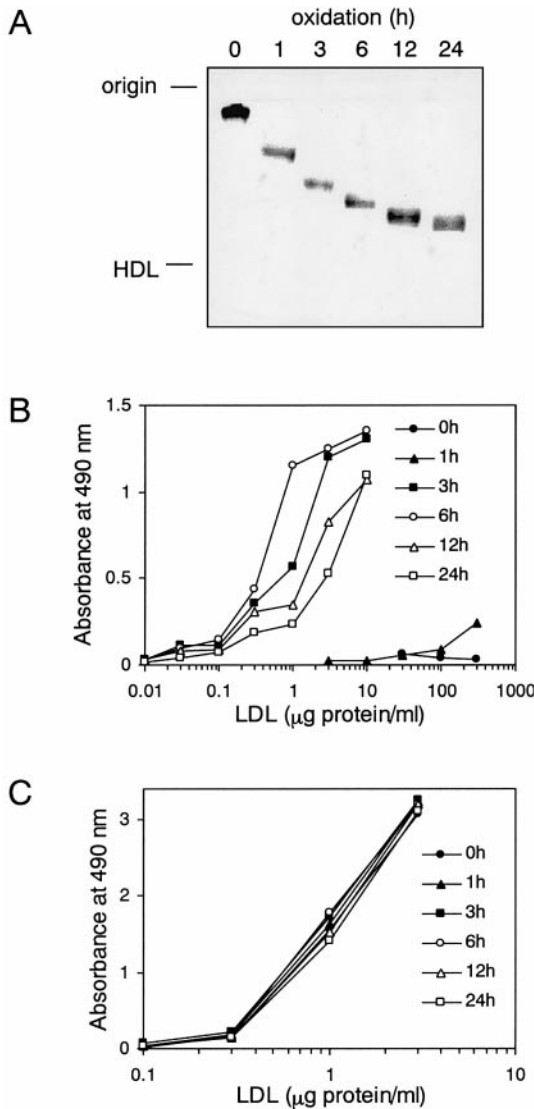 A
oxidation (h)
0 1 3 6 12 24
origin
HDL
B
Absorbance at 490 nm
1.5
1
0.5
0
0h
1h
3h
6h
12h
24h
0.01 0.1 1 10 100 1000
LDL (μg protein/ml)
C
Absorbance at 490 nm
3
2
1
0
0h
1h
3h
6h
12h
24h
0.1 1 10
LDL (μg protein/ml)